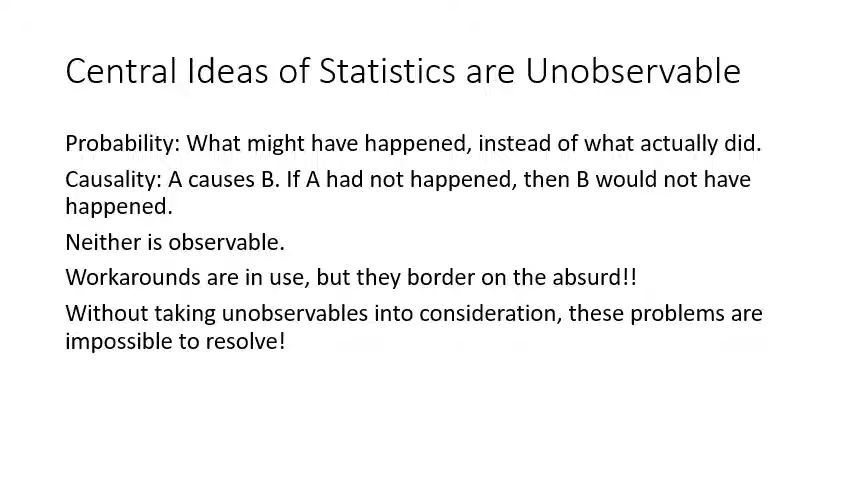 Central Ideas of Statistics are Unobservable
Probability: What might have happened, instead of what actually did.
Causality: A causes B. If A had not happened, then B would not have
happened.
Neither is observable.
Workarounds are in use, but they border on the absurd!!
Without taking unobservables into consideration, these problems are
impossible to resolve!